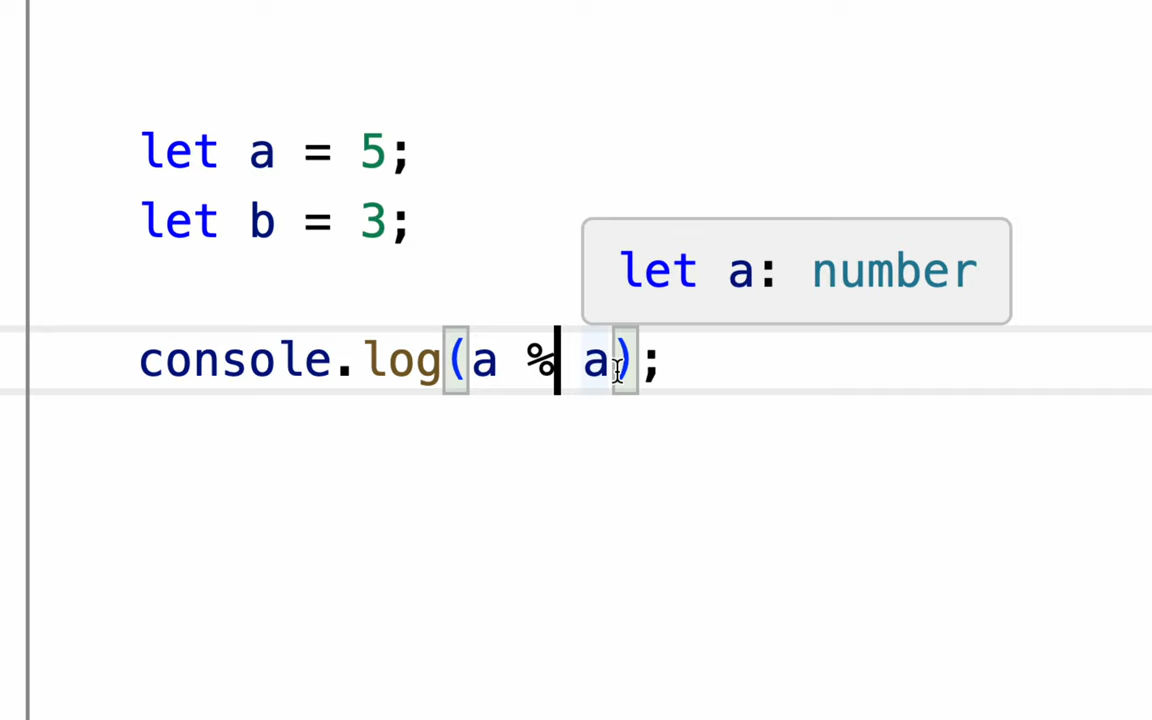 let a = 5;
let b = 3;
let a: number
console.log(a % a);